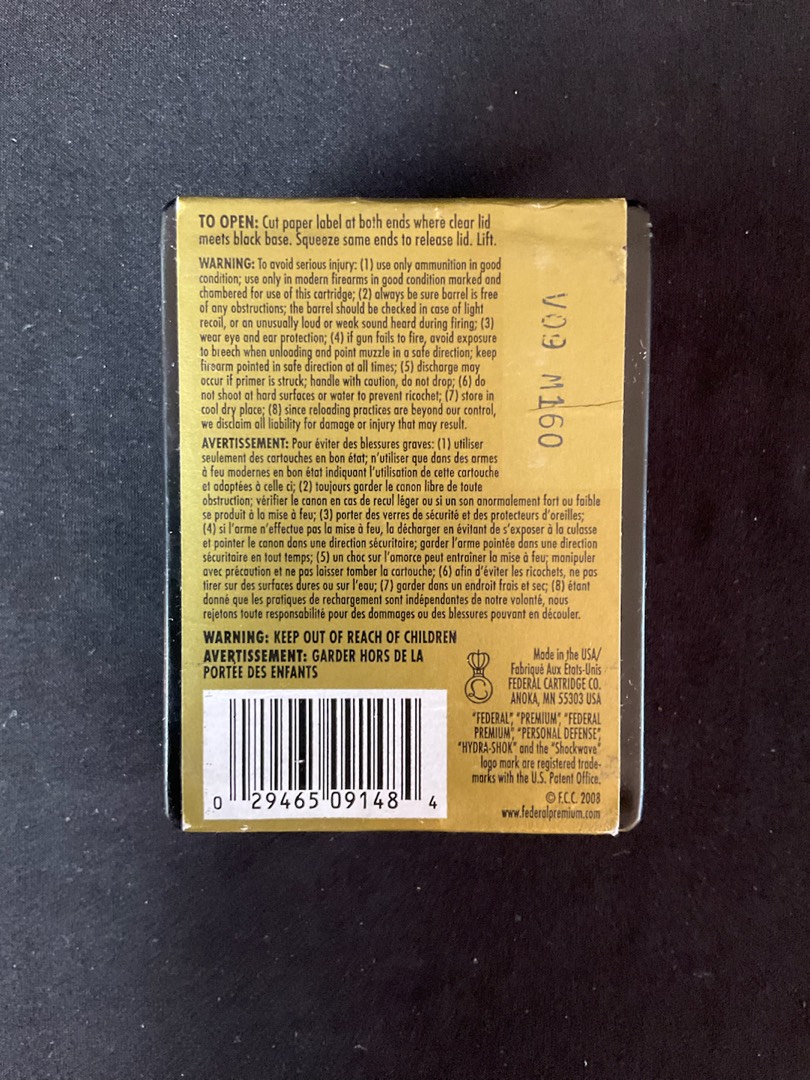 TO OPEN: Cut paper label at both ends where clear lid
meets black base. Squeeze same ends to release lid. Lift.
WARNING: To avoid serious injury: (1) use only ammunition in good
condition; use only in modern firearms in good condition marked and
chambered for use of this cartridge; (2) always be sure barrel is free
of any obstructions; the barrel should be checked in case of light
recoil, or an unusually loud or weak sound heard during firing; (3)
wear eye and ear protection; (4) if gun fails to fire, avoid exposure
to breech when unloading and point muzzle in a safe direction; keep
firearm pointed in safe direction at all times; (5) discharge may
occur if primer is struck; handle with caution, do not drop; (6) do
not shoot at hard surfaces or water to prevent ricochet; (7) store in
cool dry place; (8) since reloading practices are beyond our control,
we disclaim all liability for damage or injury that may result.
V09 M160
AVERTISSEMENT: Pour éviter des blessures graves: (1) utiliser
seulement des cartouches en bon état; n'utiliser que dans des armes
à feu modernes en bon état indiquant l'utilisation de cette cartouche
et adaptées à celle ci; (2) toujours garder le canon libre de toute
obstruction; vérifier le canon en cas de recul léger ou si un son anormalement fort ou faible
se produit à la mise à feu; (3) porter des verres de sécurité et des protecteurs d'oreilles;
(4) si l'arme n'effectue pas la mise à feu, la décharger en évitant de s'exposer à la culasse
et pointer le canon dans une direction sécuritaire; garder l'arme pointée dans une direction
sécuritaire en tout temps; (5) un choc sur l'amorce peut entraîner la mise à feu; manipuler
avec précaution et ne pas laisser tomber la cartouche; (6) afin d'éviter les ricochets, ne pas
tirer sur des surfaces dures ou sur l'eau; (7) garder dans un endroit frais et sec; (8) étant
donné que les pratiques de rechargement sont indépendantes de notre volonté, nous
rejetons toute responsabilité pour des dommages ou des blessures pouvant en découler.
WARNING: KEEP OUT OF REACH OF CHILDREN
AVERTISSEMENT: GARDER HORS DE LA
PORTÉE DES ENFANTS
Made in the USA/
Fabriqué Aux États-Unis
FEDERAL CARTRIDGE CO.
ANOKA, MN 55303 USA
"FEDERAL", "PREMIUM", "FEDERAL
PREMIUM", "PERSONAL DEFENSE",
"HYDRA-SHOK" and the "Shockwave"
logo mark are registered trade-
marks with the U.S. Patent Office.
© F.C.C. 2008
www.federalpremium.com
0 29465 09148 4